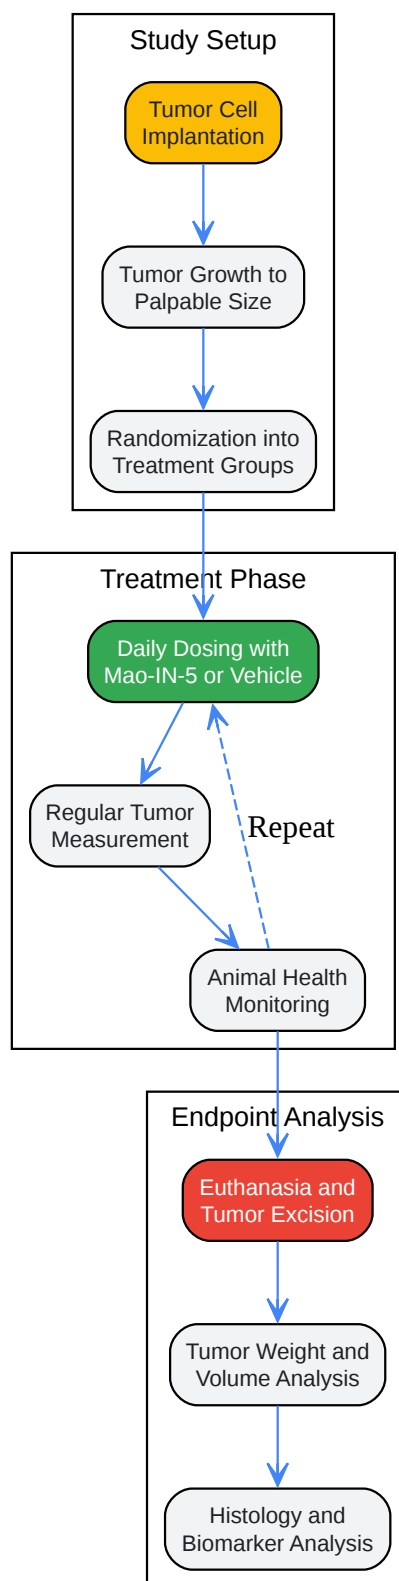 Study Setup
Tumor Cell
Implantation
Tumor Growth to
Palpable Size
Randomization into
Treatment Groups
Treatment Phase
Daily Dosing with
Mao-IN-5 or Vehicle
Regular Tumor
Measurement
Repeat
Animal Health
Monitoring
Endpoint Analysis
Euthanasia and
Tumor Excision
Tumor Weight and
Volume Analysis
Histology and
Biomarker Analysis